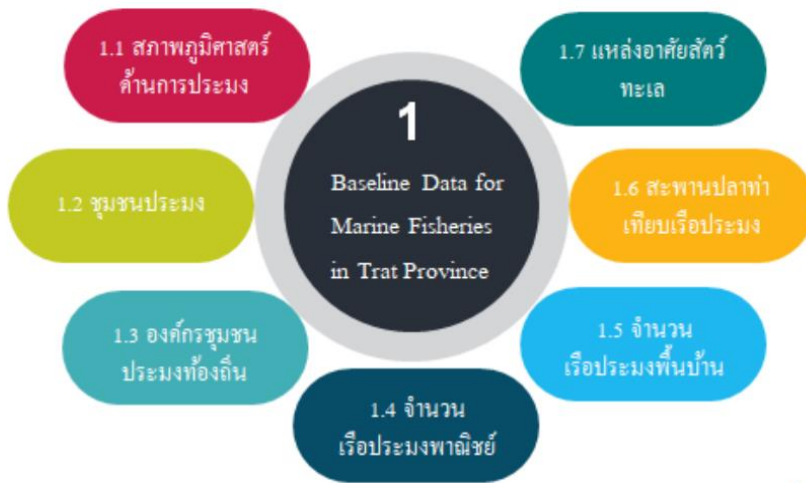 1
Baseline Data for
Marine Fisheries
in Trat Province
1.1 สภาพภูมิศาสตร์
ด้านการประมง
1.2 ชุมชนประมง
1.3 องค์กรชุมชน
ประมงท้องถิ่น
1.4 จำนวน
เรือประมงพาณิชย์
1.5 จำนวน
เรือประมงพื้นบ้าน
1.6 สะพานปลาท่า
เทียบเรือประมง
1.7 แหล่งอาศัยสัตว์
ทะเล